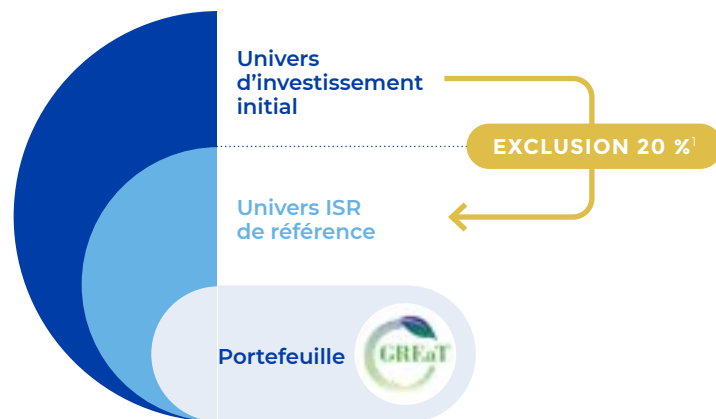 Univers
d’investissement
initial
EXCLUSION 20 %¹
Univers ISR
de référence
Portefeuille
GREaT